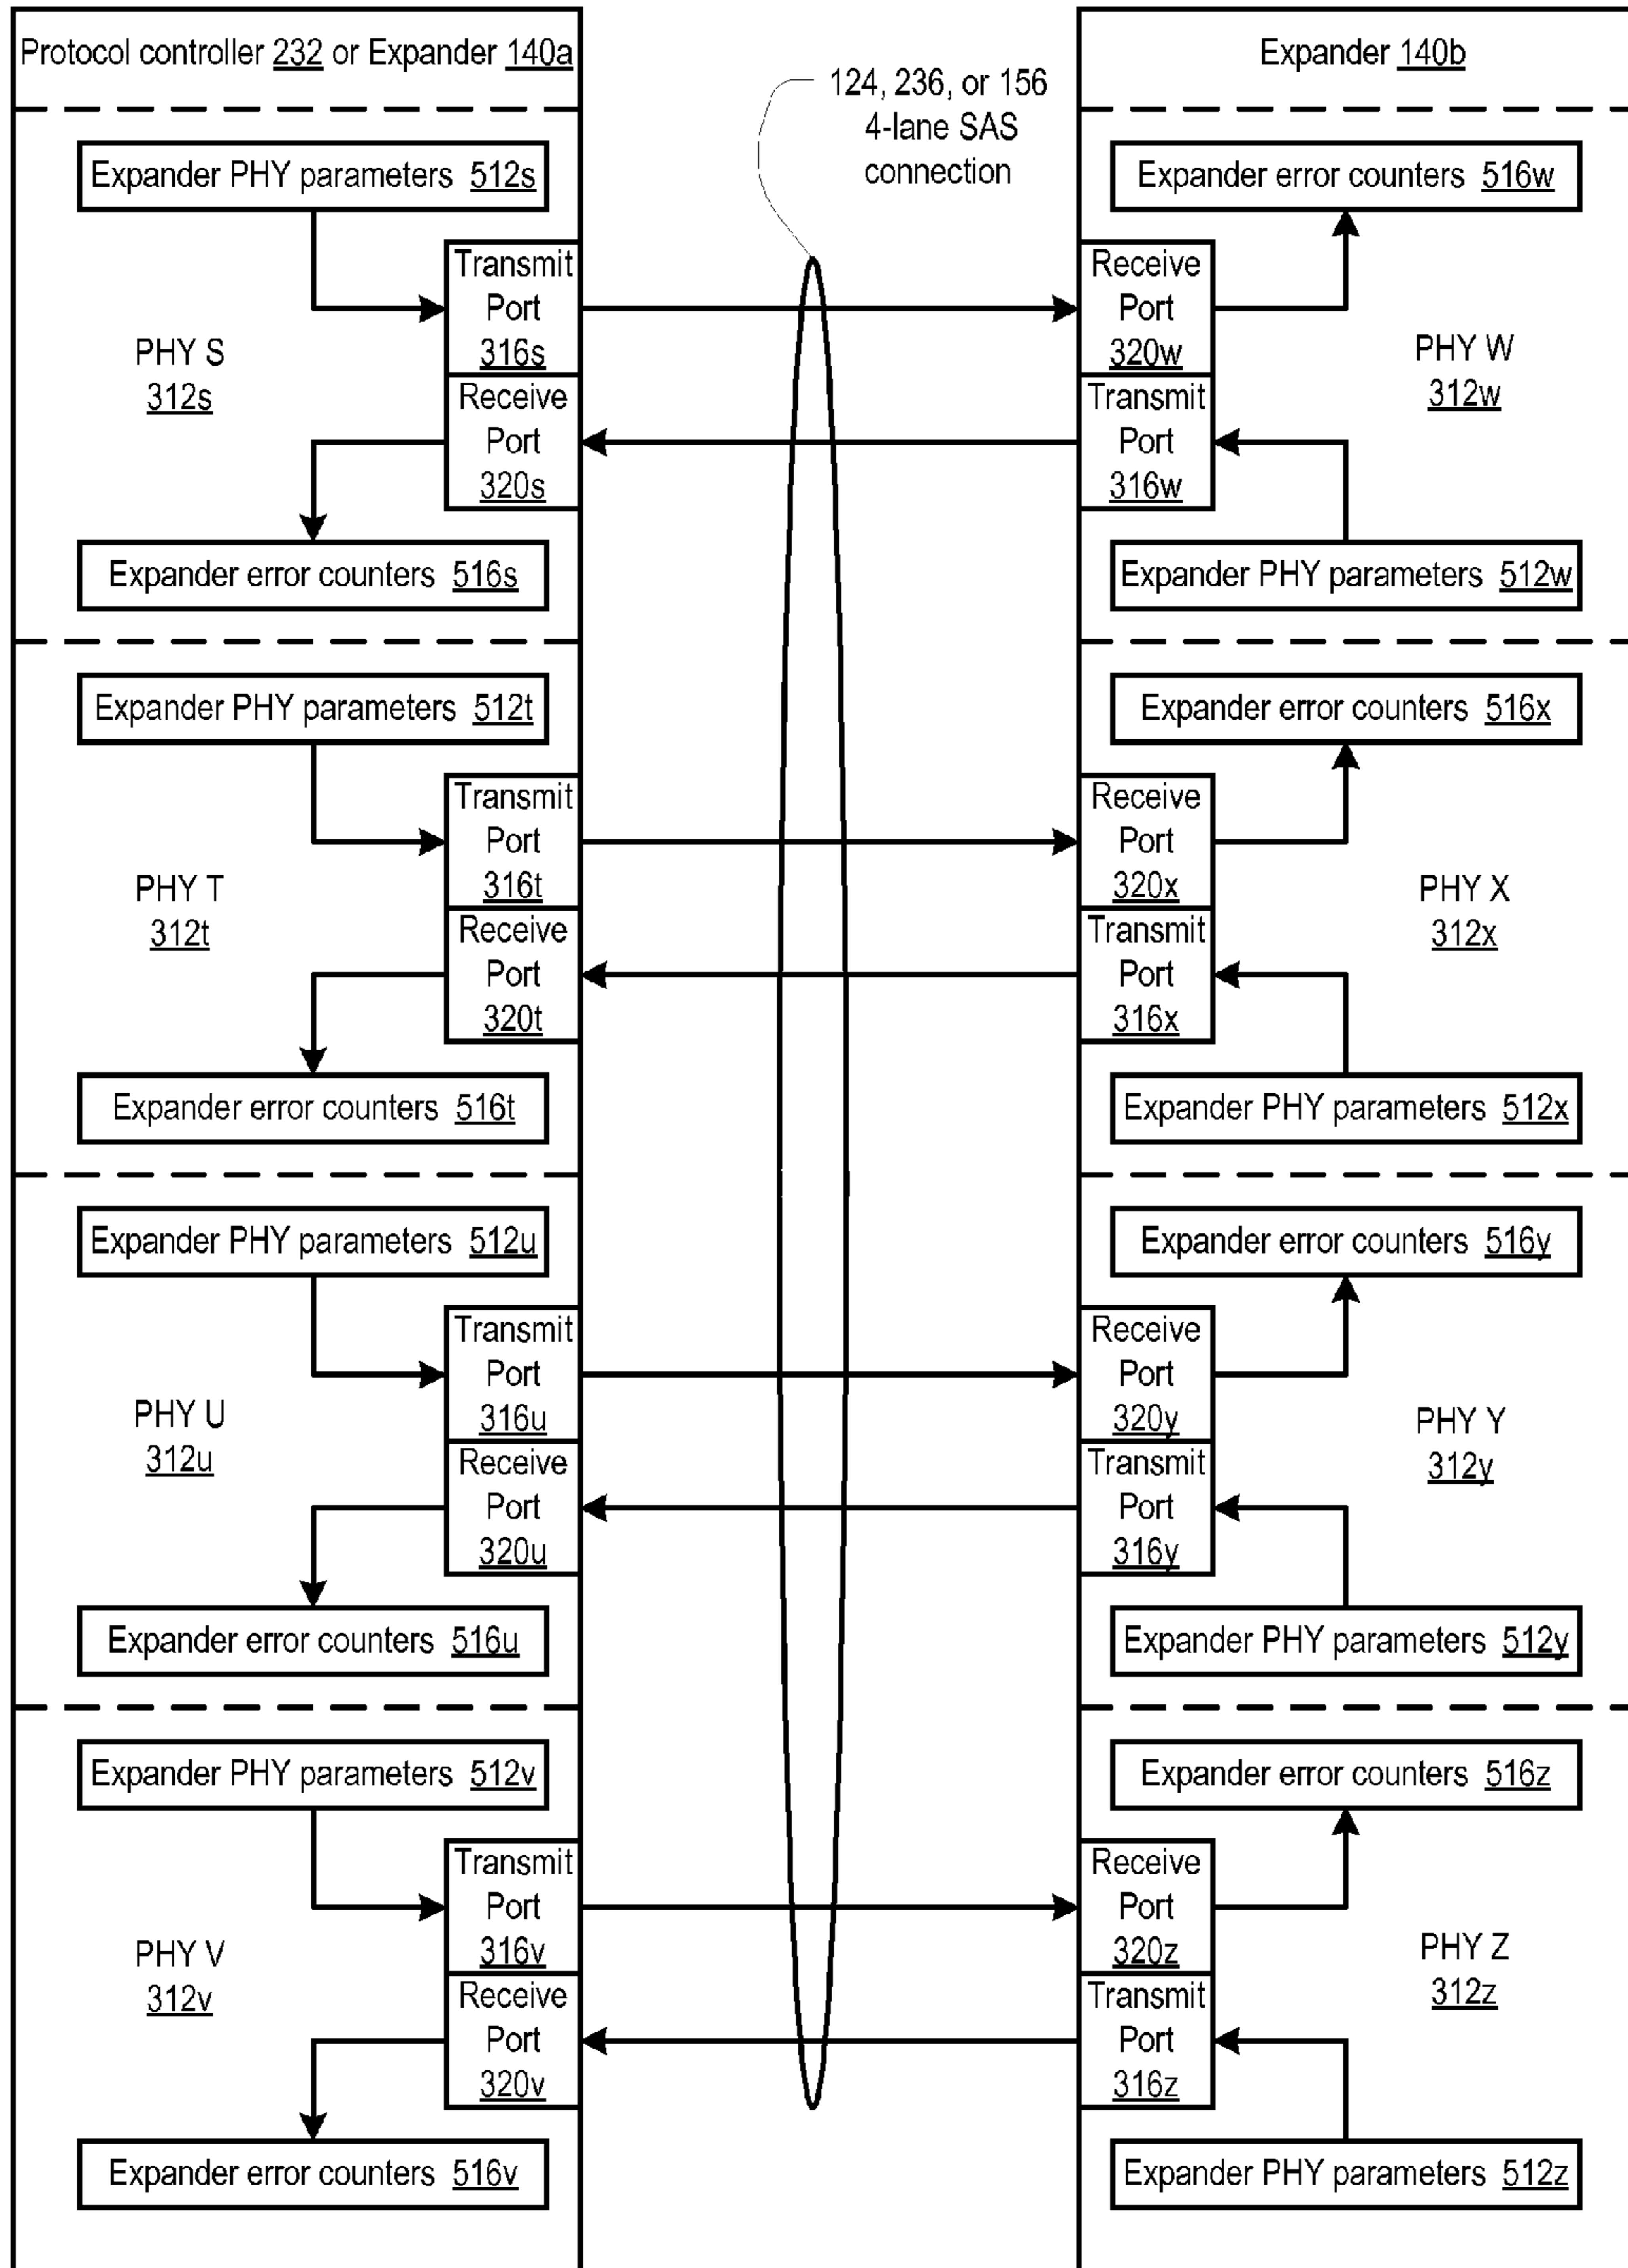 Protocol controller 232 or Expander 140a
Expander 140b
124, 236, or 156
4-lane SAS
connection
Expander PHY parameters 512s
Transmit
Port
316s
PHY S
312s
Receive
Port
320s
Expander error counters 516s
Expander error counters 516w
Receive
Port
320w
PHY W
312w
Transmit
Port
316w
Expander PHY parameters 512w
Expander PHY parameters 512t
Transmit
Port
316t
PHY T
312t
Receive
Port
320t
Expander error counters 516t
Expander error counters 516x
Receive
Port
320x
PHY X
312x
Transmit
Port
316x
Expander PHY parameters 512x
Expander PHY parameters 512u
Transmit
Port
316u
PHY U
312u
Receive
Port
320u
Expander error counters 516u
Expander error counters 516y
Receive
Port
320y
PHY Y
312y
Transmit
Port
316y
Expander PHY parameters 512y
Expander PHY parameters 512v
Transmit
Port
316v
PHY V
312v
Receive
Port
320v
Expander error counters 516v
Expander error counters 516z
Receive
Port
320z
PHY Z
312z
Transmit
Port
316z
Expander PHY parameters 512z